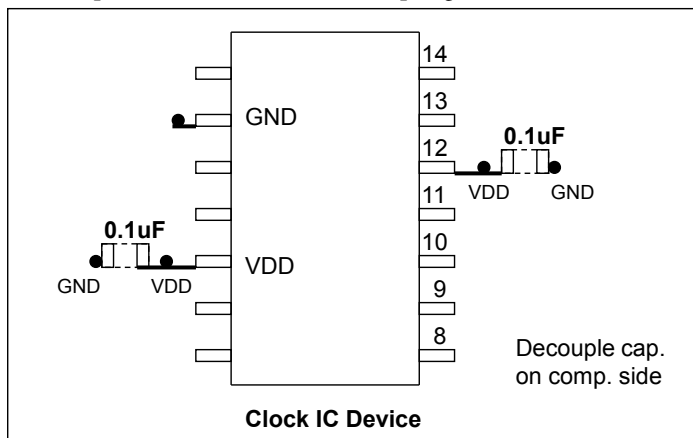 14
13
GND
12
0.1uF
VDD
GND
11
0.1uF
10
VDD
GND
VDD
9
8
Decouple cap.
on comp. side
Clock IC Device